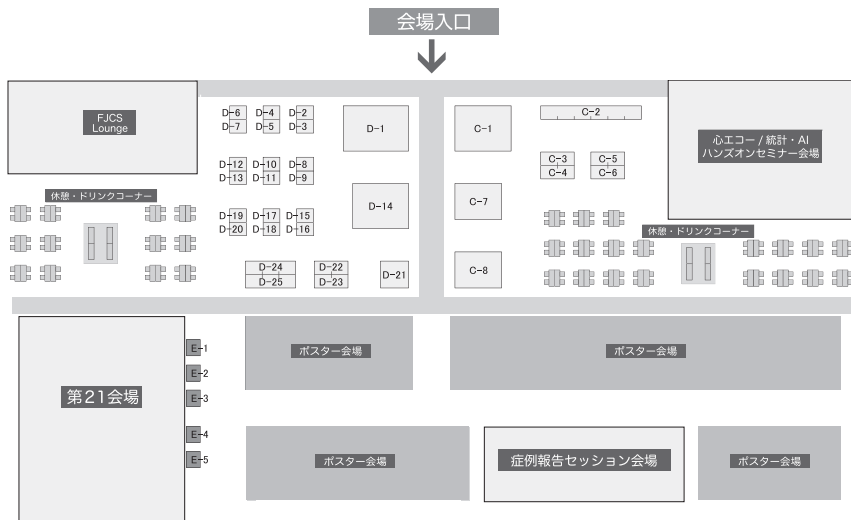 会場入口
FJCS
Lounge
D-6
D-4
D-2
D-7
D-5
D-3
D-1
D-12
D-10
D-8
D-13
D-11
D-9
D-14
D-19
D-17
D-15
D-20
D-18
D-16
D-24
D-22
D-25
D-23
D-21
休憩・ドリンクコーナー
C-1
C-2
C-3
C-5
C-4
C-6
C-7
C-8
心エコー / 統計・AI
ハンズオンセミナー会場
休憩・ドリンクコーナー
第21会場
E-1
E-2
E-3
E-4
E-5
ポスター会場
ポスター会場
ポスター会場
症例報告セッション会場
ポスター会場